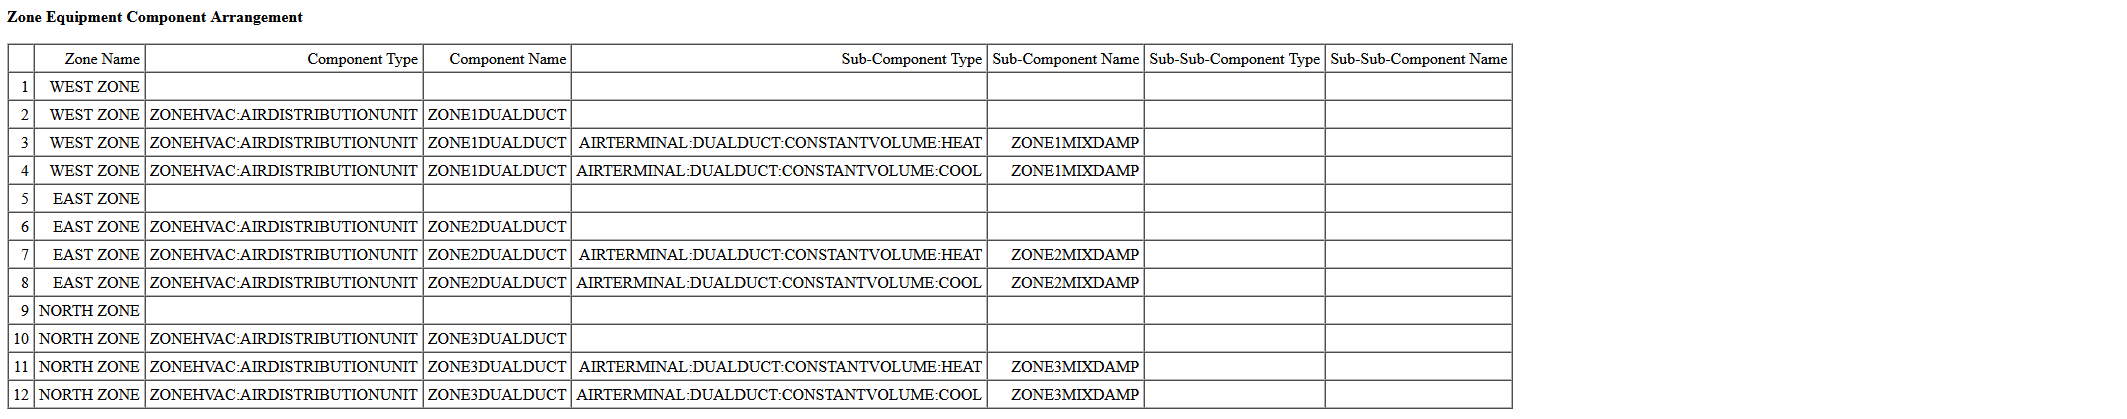 Zone Equipment Component Arrangement
Zone Name Component Type Component Name Sub-Component Type Sub-Component Name Sub-Sub-Component Type Sub-Sub-Component Name
1 WEST ZONE
2 WEST ZONE ZONEHVAC:AIRDISTRIBUTIONUNIT ZONE1DUALDUCT
3 WEST ZONE ZONEHVAC:AIRDISTRIBUTIONUNIT ZONE1DUALDUCT AIRTERMINAL:DUALDUCT:CONSTANTVOLUME:HEAT ZONE1MIXDAMP
4 WEST ZONE ZONEHVAC:AIRDISTRIBUTIONUNIT ZONE1DUALDUCT AIRTERMINAL:DUALDUCT:CONSTANTVOLUME:COOL ZONE1MIXDAMP
5 EAST ZONE
6 EAST ZONE ZONEHVAC:AIRDISTRIBUTIONUNIT ZONE2DUALDUCT
7 EAST ZONE ZONEHVAC:AIRDISTRIBUTIONUNIT ZONE2DUALDUCT AIRTERMINAL:DUALDUCT:CONSTANTVOLUME:HEAT ZONE2MIXDAMP
8 EAST ZONE ZONEHVAC:AIRDISTRIBUTIONUNIT ZONE2DUALDUCT AIRTERMINAL:DUALDUCT:CONSTANTVOLUME:COOL ZONE2MIXDAMP
9 NORTH ZONE
10 NORTH ZONE ZONEHVAC:AIRDISTRIBUTIONUNIT ZONE3DUALDUCT
11 NORTH ZONE ZONEHVAC:AIRDISTRIBUTIONUNIT ZONE3DUALDUCT AIRTERMINAL:DUALDUCT:CONSTANTVOLUME:HEAT ZONE3MIXDAMP
12 NORTH ZONE ZONEHVAC:AIRDISTRIBUTIONUNIT ZONE3DUALDUCT AIRTERMINAL:DUALDUCT:CONSTANTVOLUME:COOL ZONE3MIXDAMP